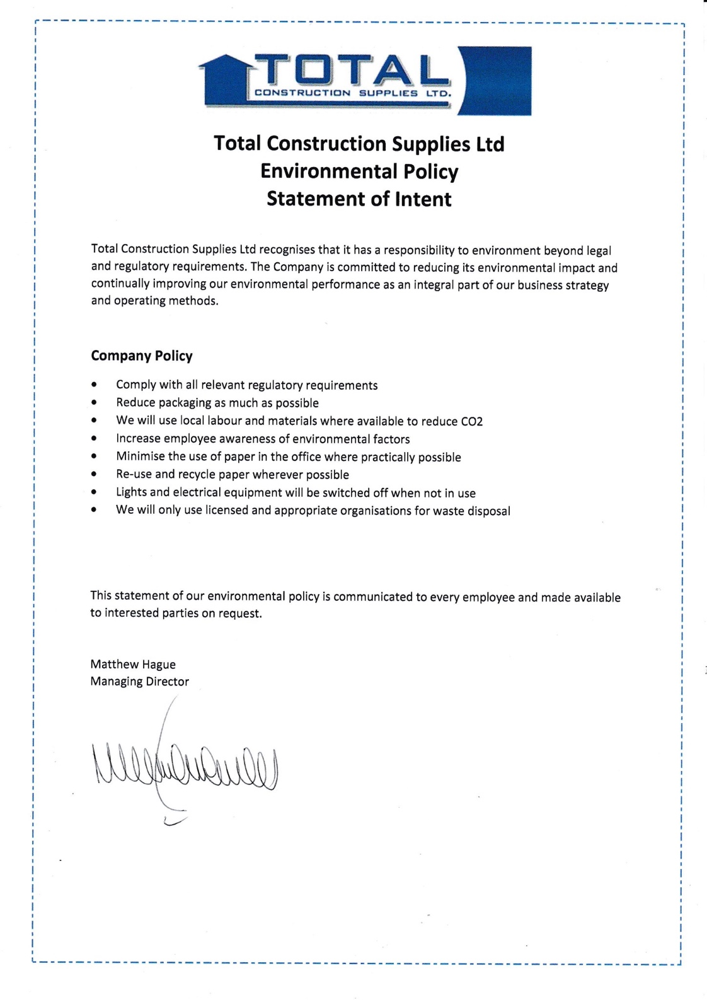 TOTAL
CONSTRUCTION SUPPLIES LTD.
Total Construction Supplies Ltd
Environmental Policy
Statement of Intent
Total Construction Supplies Ltd recognises that it has a responsibility to environment beyond legal
and regulatory requirements. The Company is committed to reducing its environmental impact and
continually improving our environmental performance as an integral part of our business strategy
and operating methods.
Company Policy
• Comply with all relevant regulatory requirements
• Reduce packaging as much as possible
• We will use local labour and materials where available to reduce CO2
• Increase employee awareness of environmental factors
• Minimise the use of paper in the office where practically possible
• Re-use and recycle paper wherever possible
• Lights and electrical equipment will be switched off when not in use
• We will only use licensed and appropriate organisations for waste disposal
This statement of our environmental policy is communicated to every employee and made available
to interested parties on request.
Matthew Hague
Managing Director